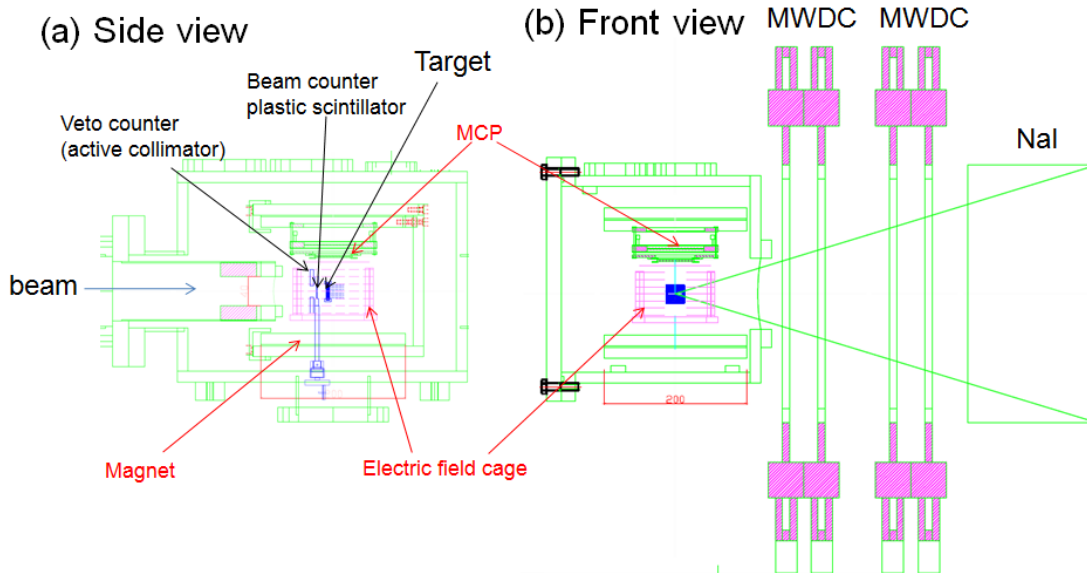 (a) Side view
(b) Front view
MWDC
MWDC
Target
Beam counter
plastic scintillator
Veto counter
(active collimator)
MCP
NaI
beam
200
Magnet
Electric field cage